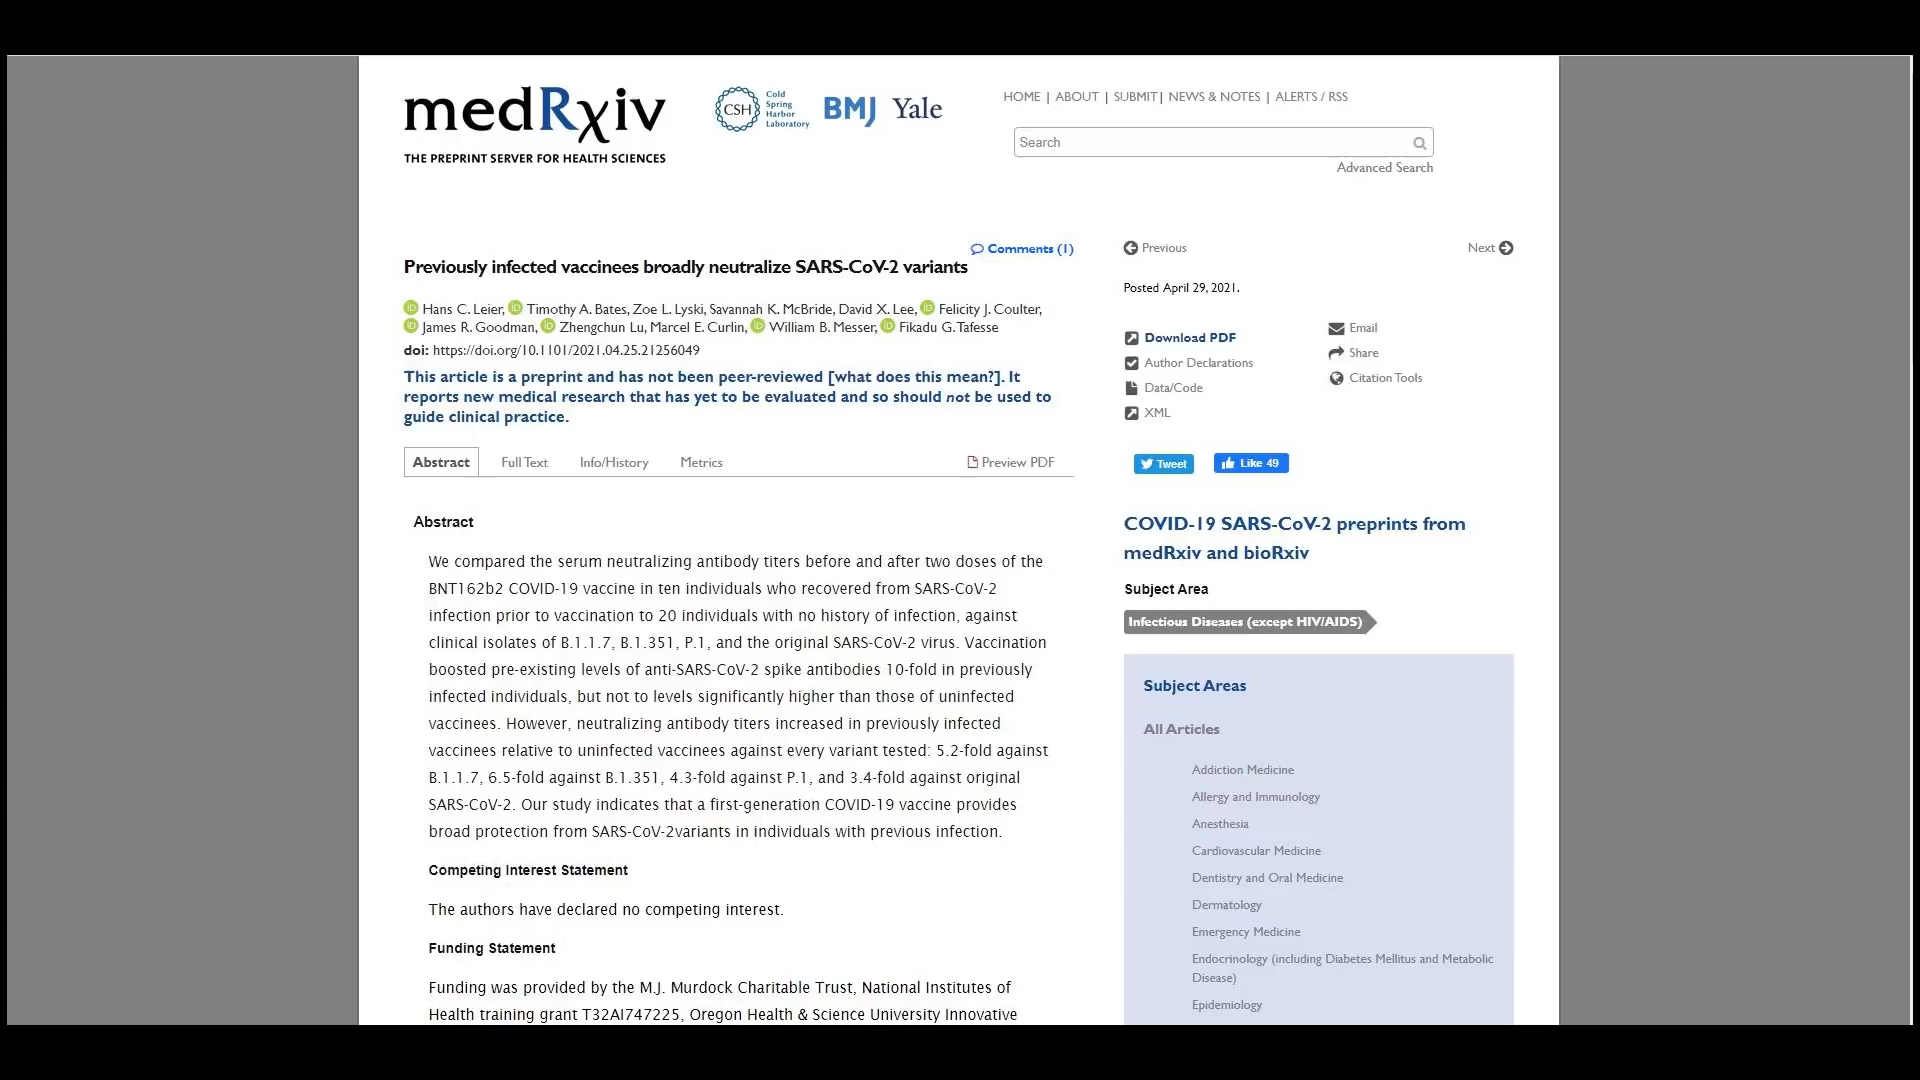 medRxiv
THE PREPRINT SERVER FOR HEALTH SCIENCES
CSH
Cold
Spring
Harbor
Laboratory
BMJ
Yale
HOME | ABOUT | SUBMIT | NEWS & NOTES | ALERTS / RSS
Search
Advanced Search
Comments (1)
Previously infected vaccinees broadly neutralize SARS-CoV-2 variants
Hans C. Leier, Timothy A. Bates, Zoe L. Lyski, Savannah K. McBride, David X. Lee, Felicity J. Coulter,
James R. Goodman, Zhengchun Lu, Marcel E. Curlin, William B. Messer, Fikadu G. Tafesse
doi: https://doi.org/10.1101/2021.04.25.21256049
This article is a preprint and has not been peer-reviewed [what does this mean?]. It
reports new medical research that has yet to be evaluated and so should not be used to
guide clinical practice.
Abstract Full Text Info/History Metrics Preview PDF
Abstract
We compared the serum neutralizing antibody titers before and after two doses of the
BNT162b2 COVID-19 vaccine in ten individuals who recovered from SARS-CoV-2
infection prior to vaccination to 20 individuals with no history of infection, against
clinical isolates of B.1.1.7, B.1.351, P.1, and the original SARS-CoV-2 virus. Vaccination
boosted pre-existing levels of anti-SARS-CoV-2 spike antibodies 10-fold in previously
infected individuals, but not to levels significantly higher than those of uninfected
vaccinees. However, neutralizing antibody titers increased in previously infected
vaccinees relative to uninfected vaccinees against every variant tested: 5.2-fold against
B.1.1.7, 6.5-fold against B.1.351, 4.3-fold against P.1, and 3.4-fold against original
SARS-CoV-2. Our study indicates that a first-generation COVID-19 vaccine provides
broad protection from SARS-CoV-2variants in individuals with previous infection.
Competing Interest Statement
The authors have declared no competing interest.
Funding Statement
Funding was provided by the M.J. Murdock Charitable Trust, National Institutes of
Health training grant T32AI747225, Oregon Health & Science University Innovative
Previous Next
Posted April 29, 2021.
Download PDF
Author Declarations
Data/Code
XML
Email
Share
Citation Tools
Tweet
Like 49
COVID-19 SARS-CoV-2 preprints from
medRxiv and bioRxiv
Subject Area
Infectious Diseases (except HIV/AIDS)
Subject Areas
All Articles
Addiction Medicine
Allergy and Immunology
Anesthesia
Cardiovascular Medicine
Dentistry and Oral Medicine
Dermatology
Emergency Medicine
Endocrinology (including Diabetes Mellitus and Metabolic
Disease)
Epidemiology